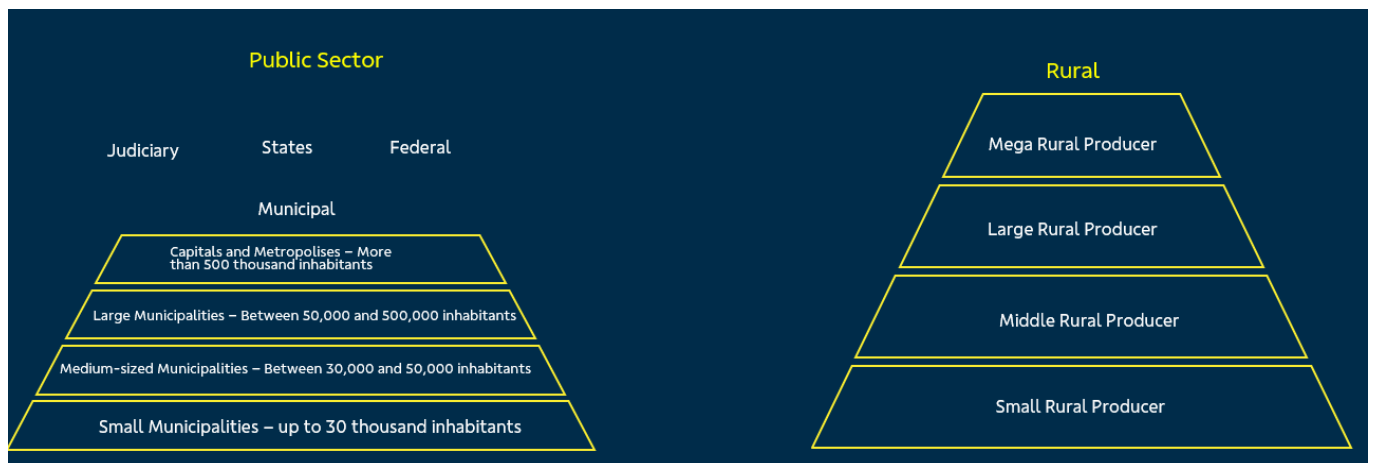 Public Sector
Judiciary
States
Federal
Municipal
Capitals and Metropolises – More
than 500 thousand inhabitants
Large Municipalities – Between 50,000 and 500,000 inhabitants
Medium-sized Municipalities – Between 30,000 and 50,000 inhabitants
Small Municipalities – up to 30 thousand inhabitants
Rural
Mega Rural Producer
Large Rural Producer
Middle Rural Producer
Small Rural Producer